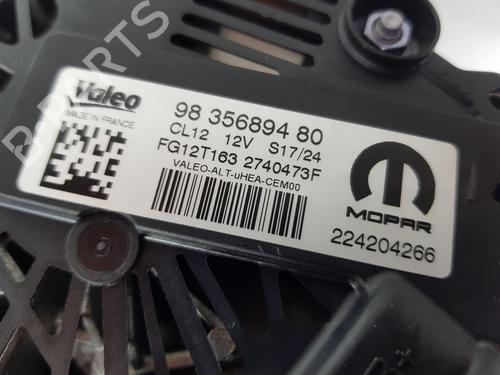 Valeo
MADE IN FRANCE
98 356894 80
CL12 12V S17/24
FG12T163 2740473F
VALEO-ALT-uHEA-CEM00
MOPAR
224204266
B+
B-PARTS